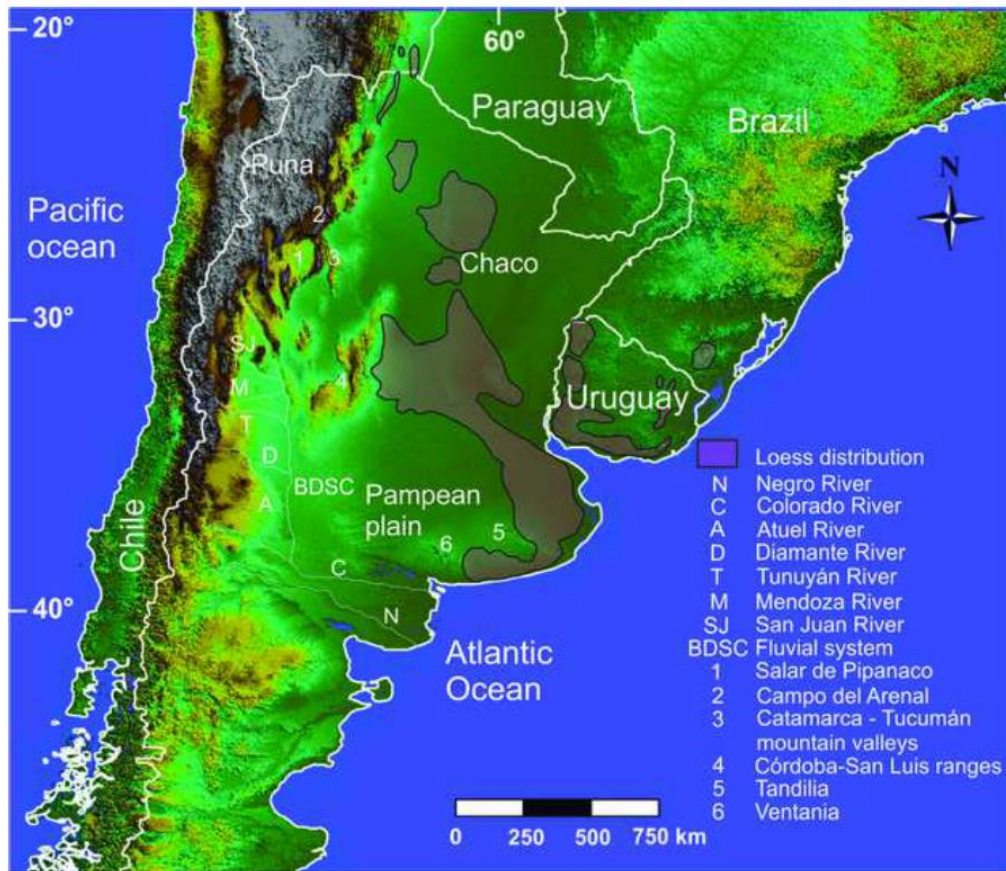 20°
60°
Paraguay
Brazil
Puna
N
Pacific
ocean
2
1
3
Chaco
30°
SJ
4
M
Uruguay
T
D
Loess distribution
BDSC
N Negro River
Pampean
plain
C Colorado River
A
5
A Atuel River
Chile
6
D Diamante River
C
T Tunuyán River
40°
N
M Mendoza River
SJ San Juan River
Atlantic
Ocean
BDSC Fluvial system
1 Salar de Pipanaco
2 Campo del Arenal
3 Catamarca - Tucumán
mountain valleys
4 Córdoba-San Luis ranges
5 Tandilia
6 Ventania
0 250 500 750 km